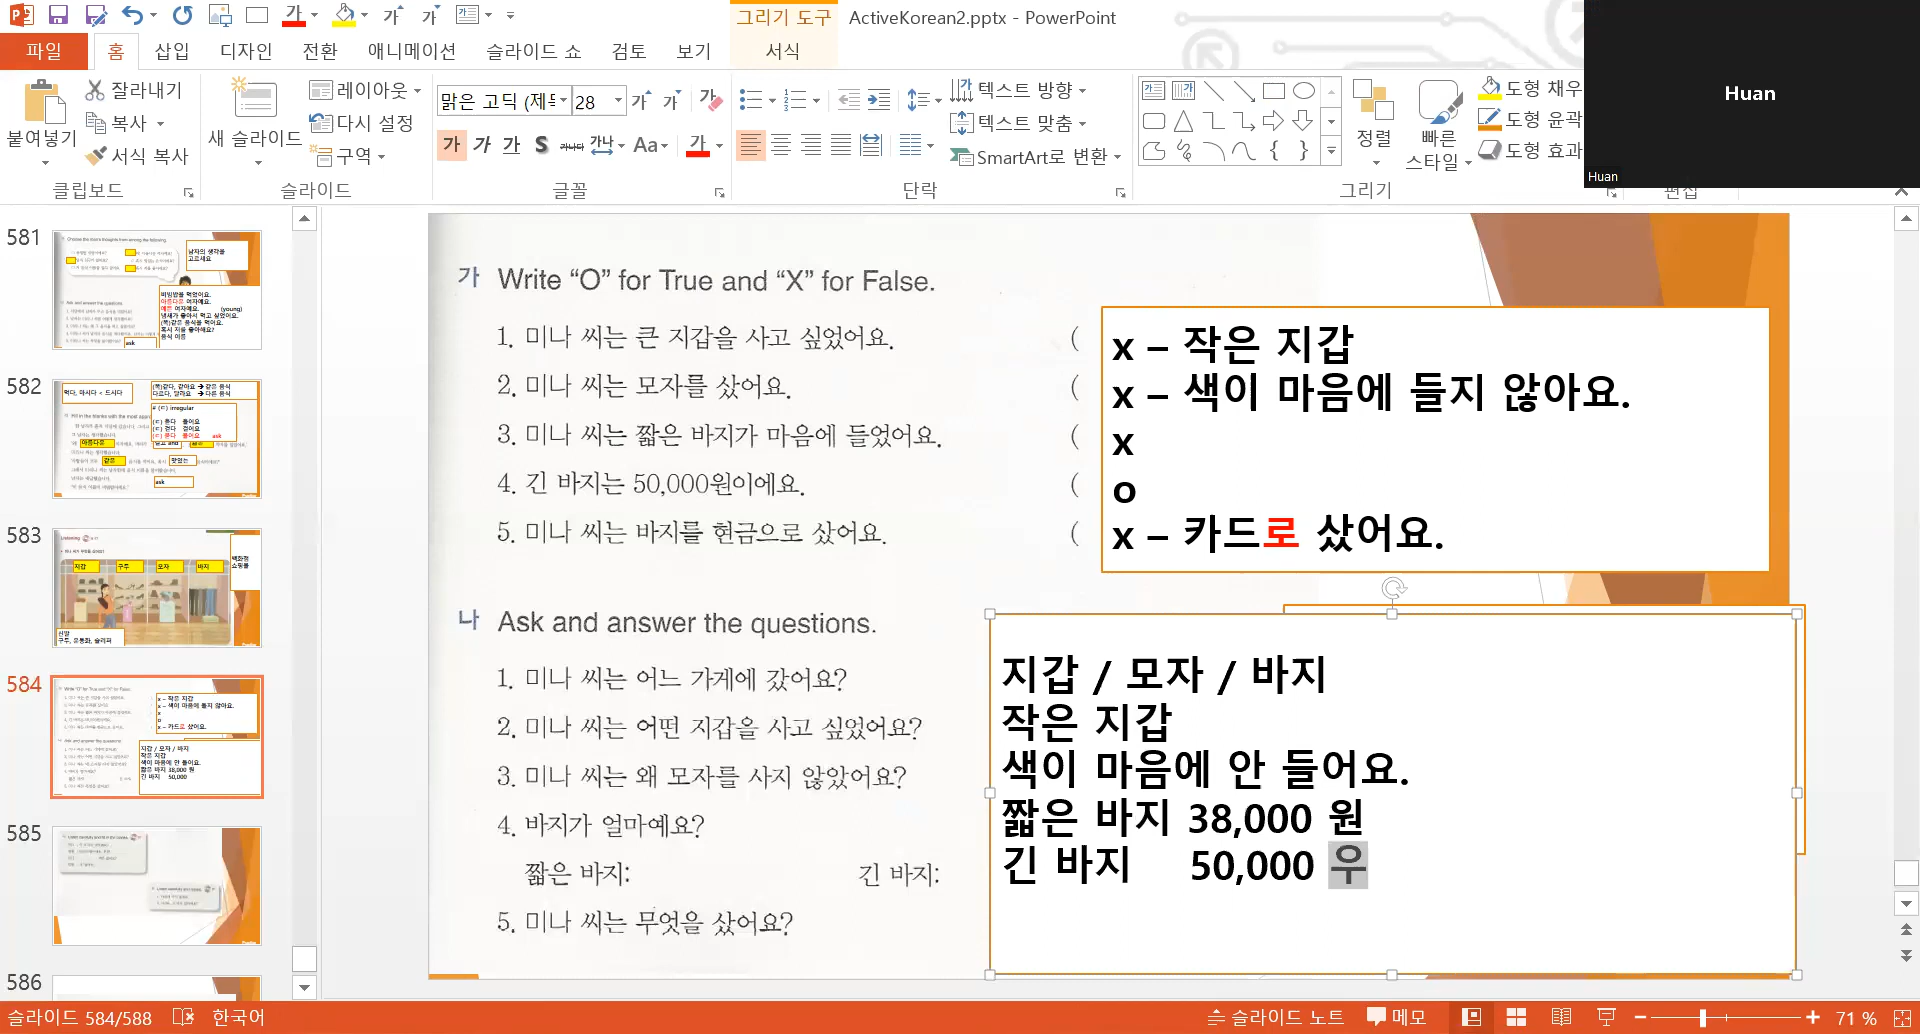 그리기 도구
ActiveKorean2.pptx - PowerPoint
파일
홈
삽입
디자인
전환
애니메이션
슬라이드 쇼
검토
보기
서식
Huan
Huan
붙여넣기
잘라내기
복사
서식 복사
클립보드
새 슬라이드
레이아웃
다시 설정
구역
슬라이드
맑은 고딕 (제목
28
글꼴
텍스트 방향
텍스트 맞춤
SmartArt로 변환
단락
정렬
빠른
스타일
도형 채우
도형 윤곽
도형 효과
그리기
편집
581
582
583
584
585
586
가 Write “O” for True and “X” for False.
1. 미나 씨는 큰 지갑을 사고 싶었어요. (
2. 미나 씨는 모자를 샀어요. (
3. 미나 씨는 짧은 바지가 마음에 들었어요. (
4. 긴 바지는 50,000원이에요. (
5. 미나 씨는 바지를 현금으로 샀어요. (
x – 작은 지갑
x – 색이 마음에 들지 않아요.
x
o
x – 카드로 샀어요.
나 Ask and answer the questions.
1. 미나 씨는 어느 가게에 갔어요?
2. 미나 씨는 어떤 지갑을 사고 싶었어요?
3. 미나 씨는 왜 모자를 사지 않았어요?
4. 바지가 얼마예요?
짧은 바지: 긴 바지:
5. 미나 씨는 무엇을 샀어요?
지갑 / 모자 / 바지
작은 지갑
색이 마음에 안 들어요.
짧은 바지 38,000 원
긴 바지 50,000 우
슬라이드 584/588
한국어
슬라이드 노트
메모
71 %